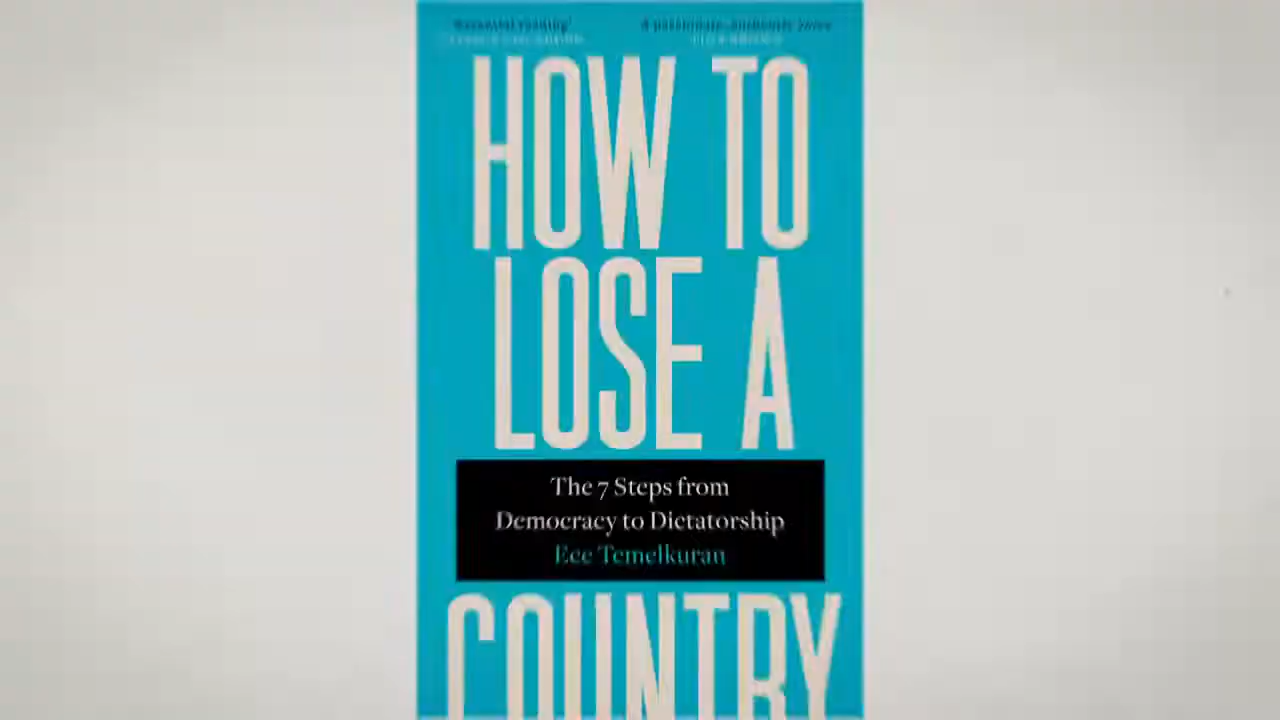 HOW TO
LOSE A
The 7 Steps from
Democracy to Dictatorship
Ece Temelkuran
COUNTRY